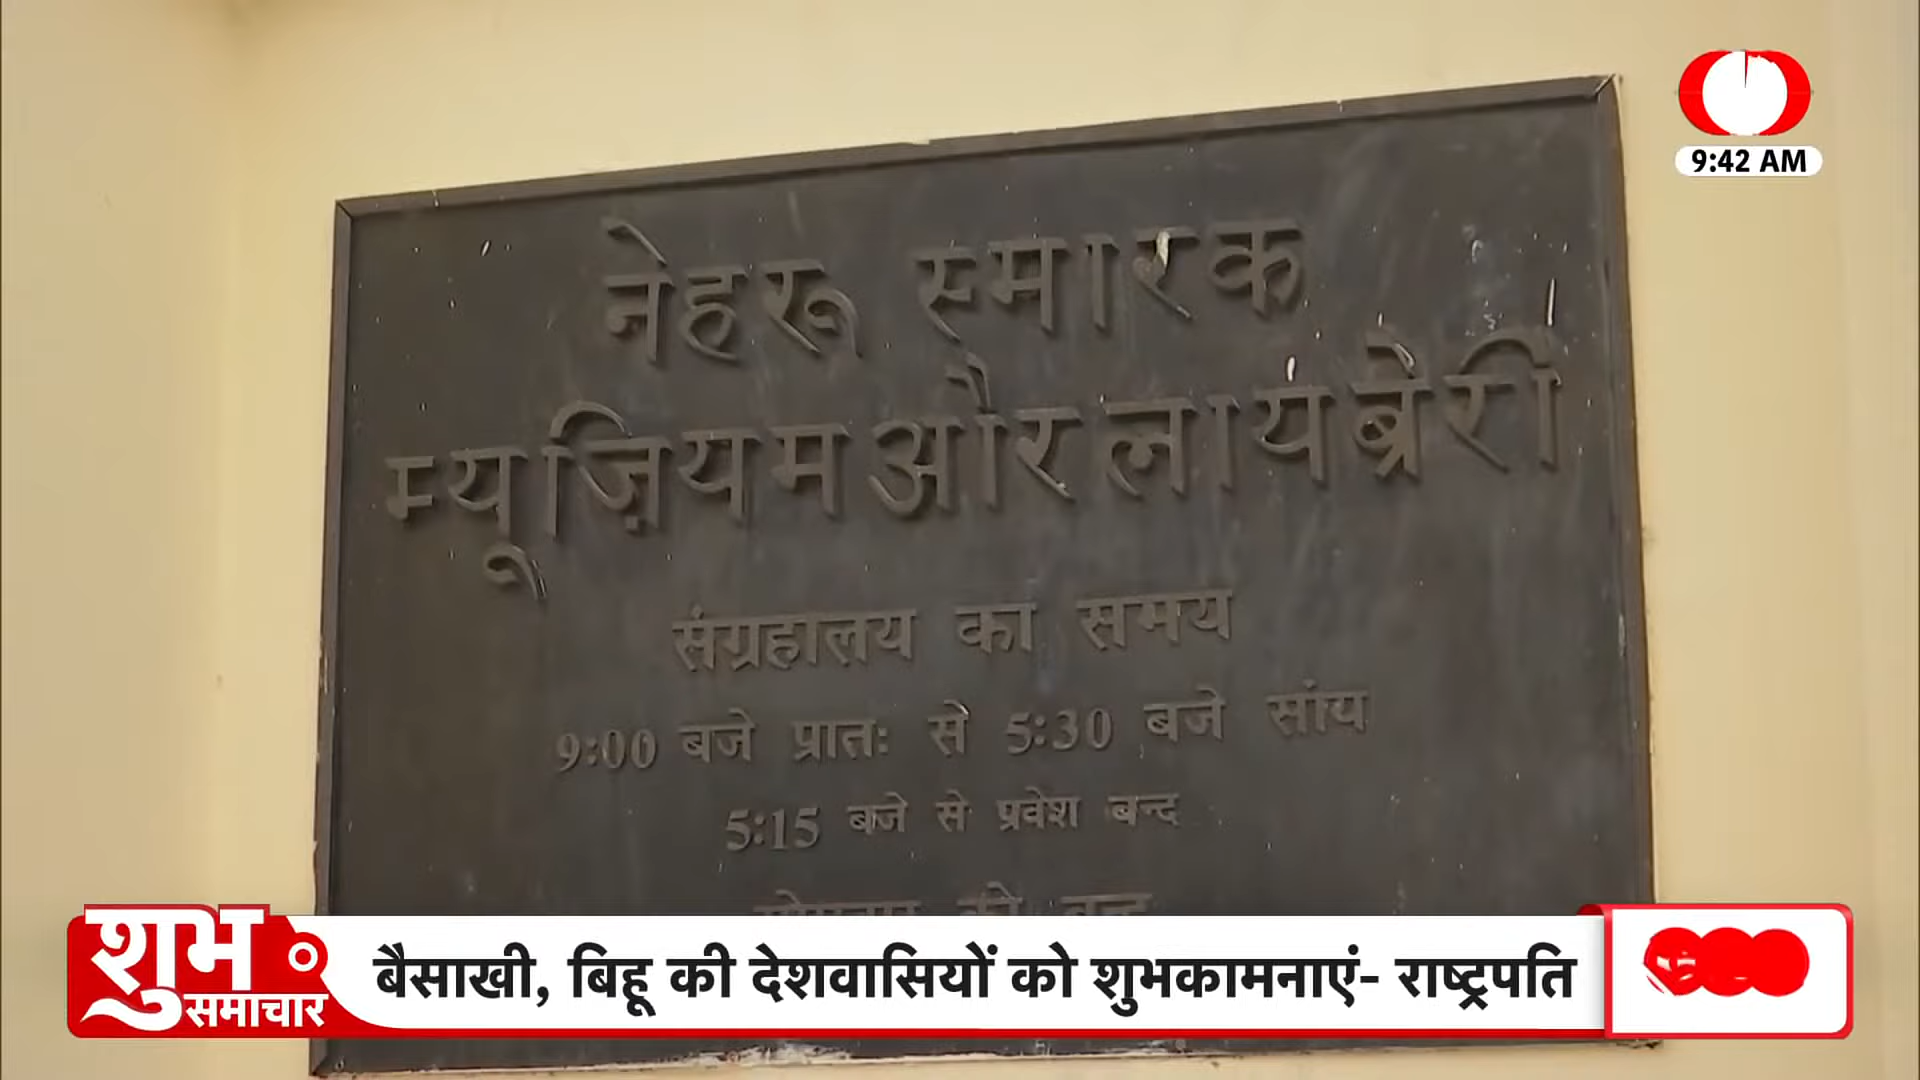 9:42 AM
नेहरू स्मारक
म्यूज़ियम और लायब्रेरी
संग्रहालय का समय
9:00 बजे प्रातः से 5:30 बजे सांय
5:15 बजे से प्रवेश बन्द
शुभ
समाचार
बैसाखी, बिहू की देशवासियों को शुभकामनाएं- राष्ट्रपति